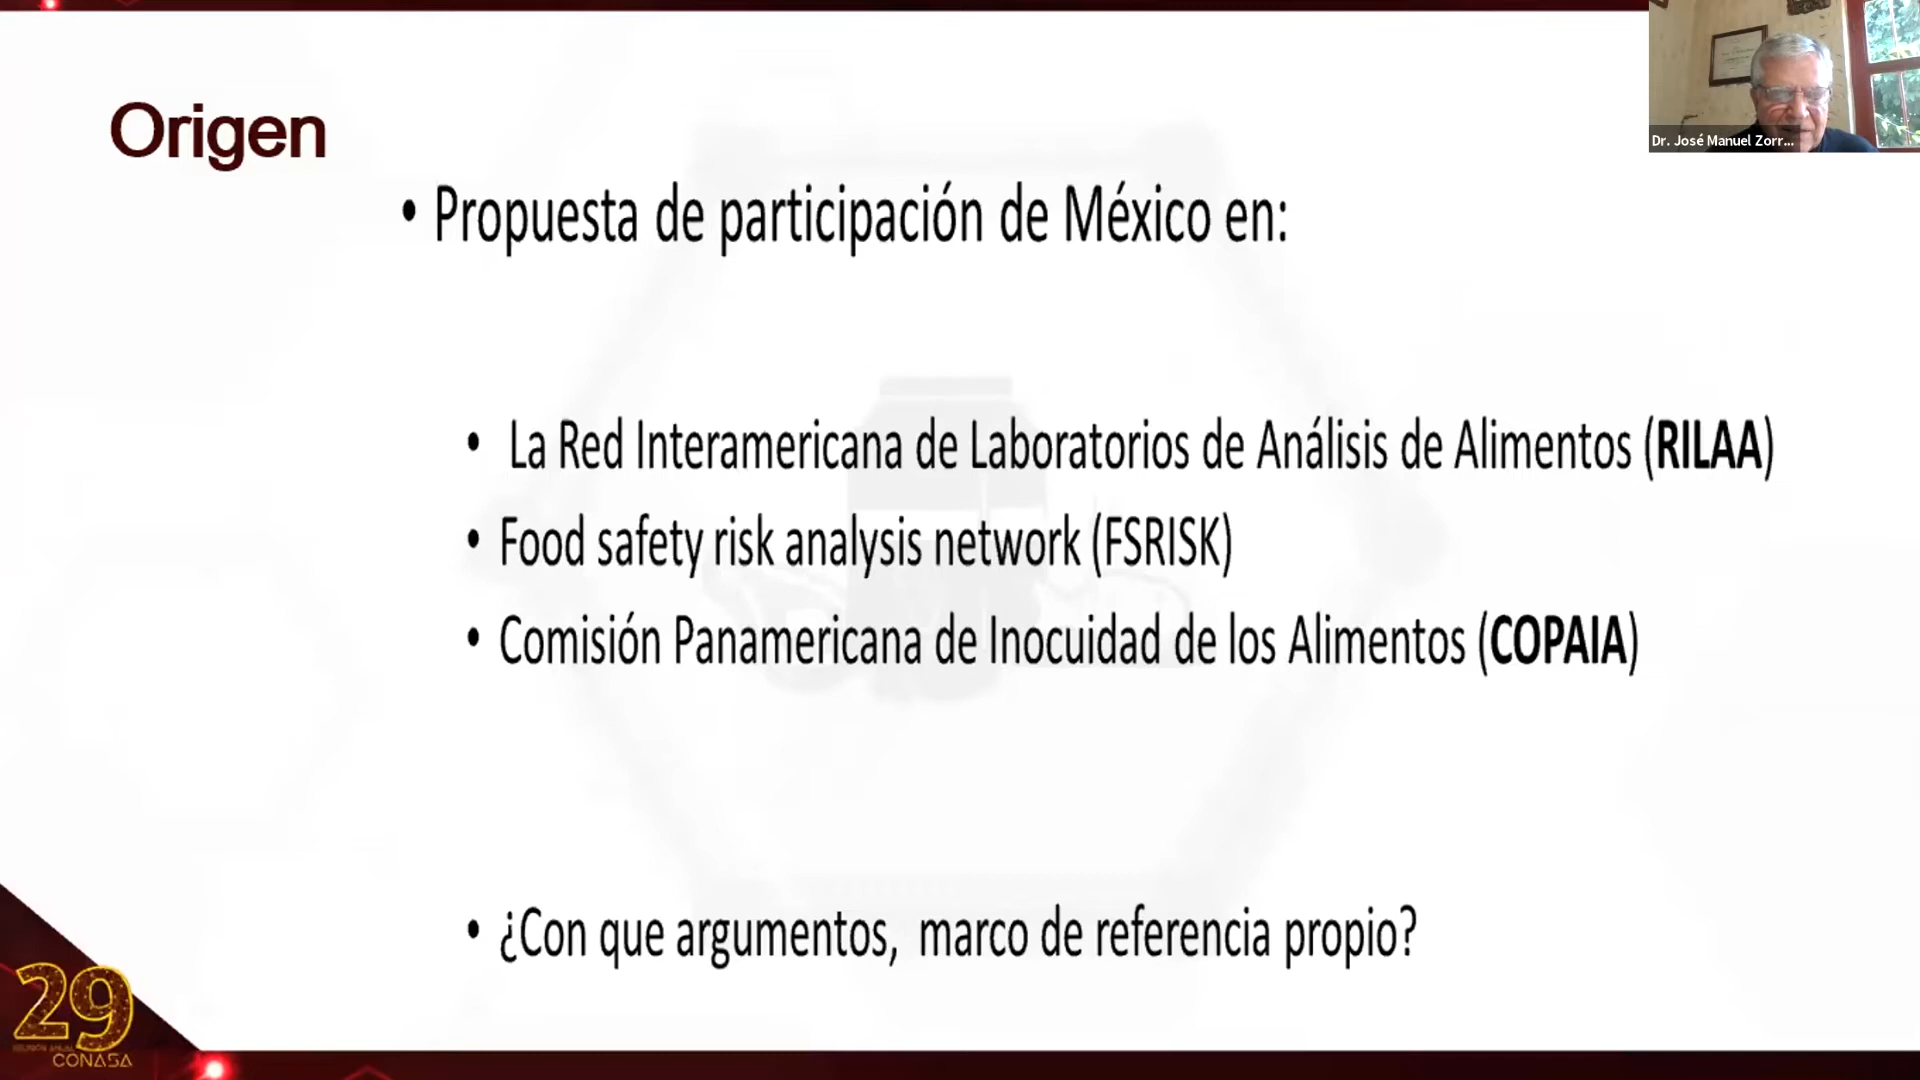 Origen
Dr. José Manuel Zorr...
• Propuesta de participación de México en:
• La Red Interamericana de Laboratorios de Análisis de Alimentos (RILAA)
• Food safety risk analysis network (FSRISK)
• Comisión Panamericana de Inocuidad de los Alimentos (COPAIA)
• ¿Con que argumentos, marco de referencia propio?
29
REUNIÓN ANUAL
CONASA